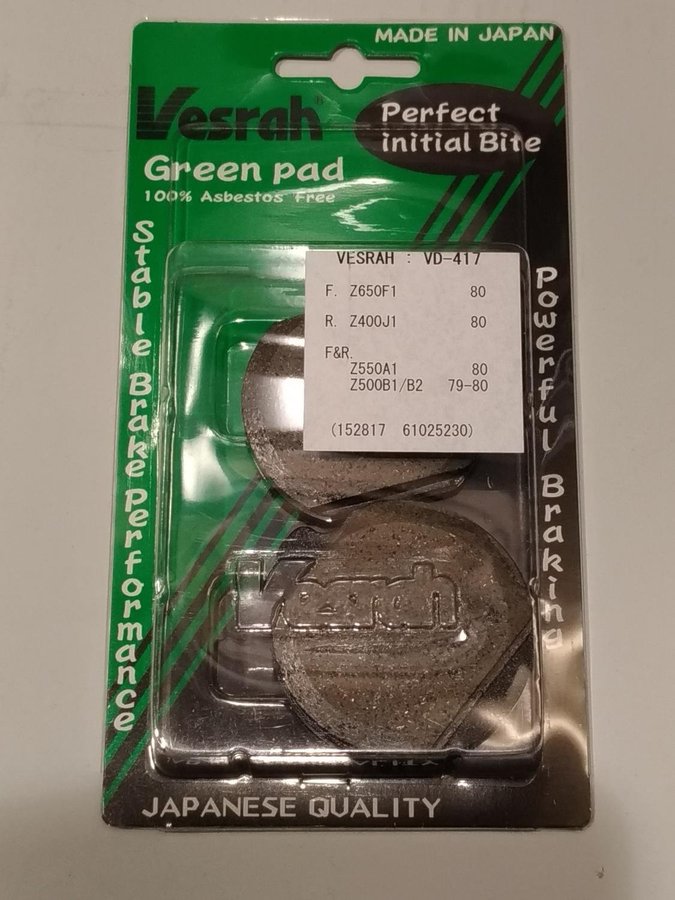 MADE IN JAPAN
Vesrah®
Perfect
initial Bite
Green pad
100% Asbestos Free
Stable Brake Performance
Powerful Braking
VESRAH : VD-417
F. Z650F1 80
R. Z400J1 80
F&R.
Z550A1 80
Z500B1/B2 79-80
(152817 61025230)
Vesrah
JAPANESE QUALITY